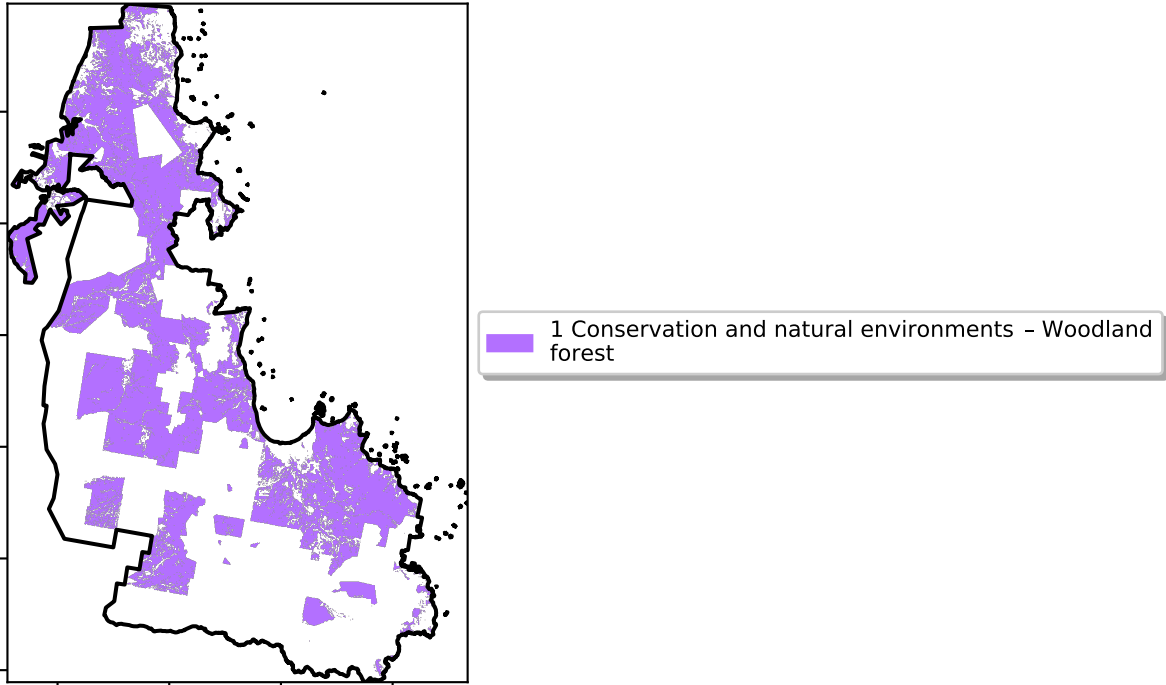 1 Conservation and natural environments – Woodland
forest